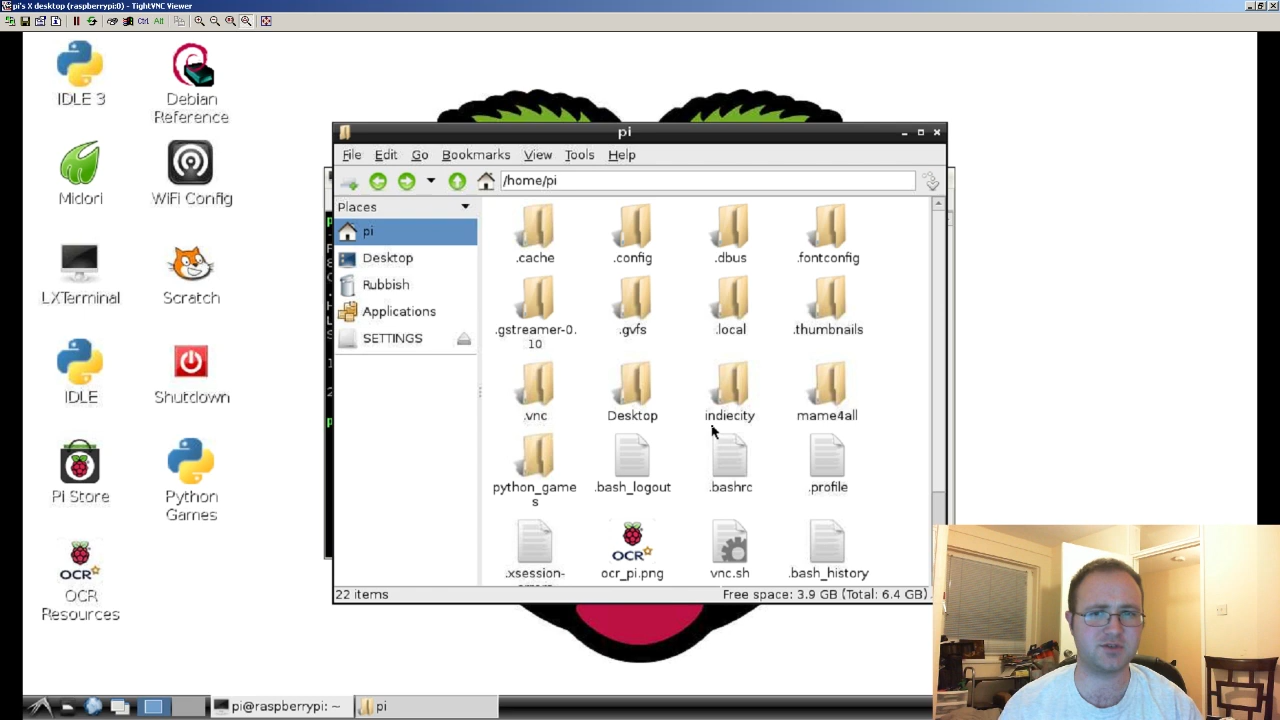 pi's X desktop (raspberrypi:0) - TightVNC Viewer
Ctrl Alt
IDLE 3
Debian
Reference
Midori
WiFi Config
LXTerminal
Scratch
IDLE
Shutdown
Pi Store
Python
Games
OCR
OCR
Resources
pi
File Edit Go Bookmarks View Tools Help
/home/pi
Places
pi
Desktop
Rubbish
Applications
SETTINGS
.cache .config .dbus .fontconfig
.gstreamer-0.
10
.gvfs .local .thumbnails
.vnc Desktop indiecity mame4all
python_game
s
.bash_logout .bashrc .profile
OCR
.xsession-
ocr_pi.png vnc.sh .bash_history
22 items Free space: 3.9 GB (Total: 6.4 GB)
pi@raspberrypi: ~ pi